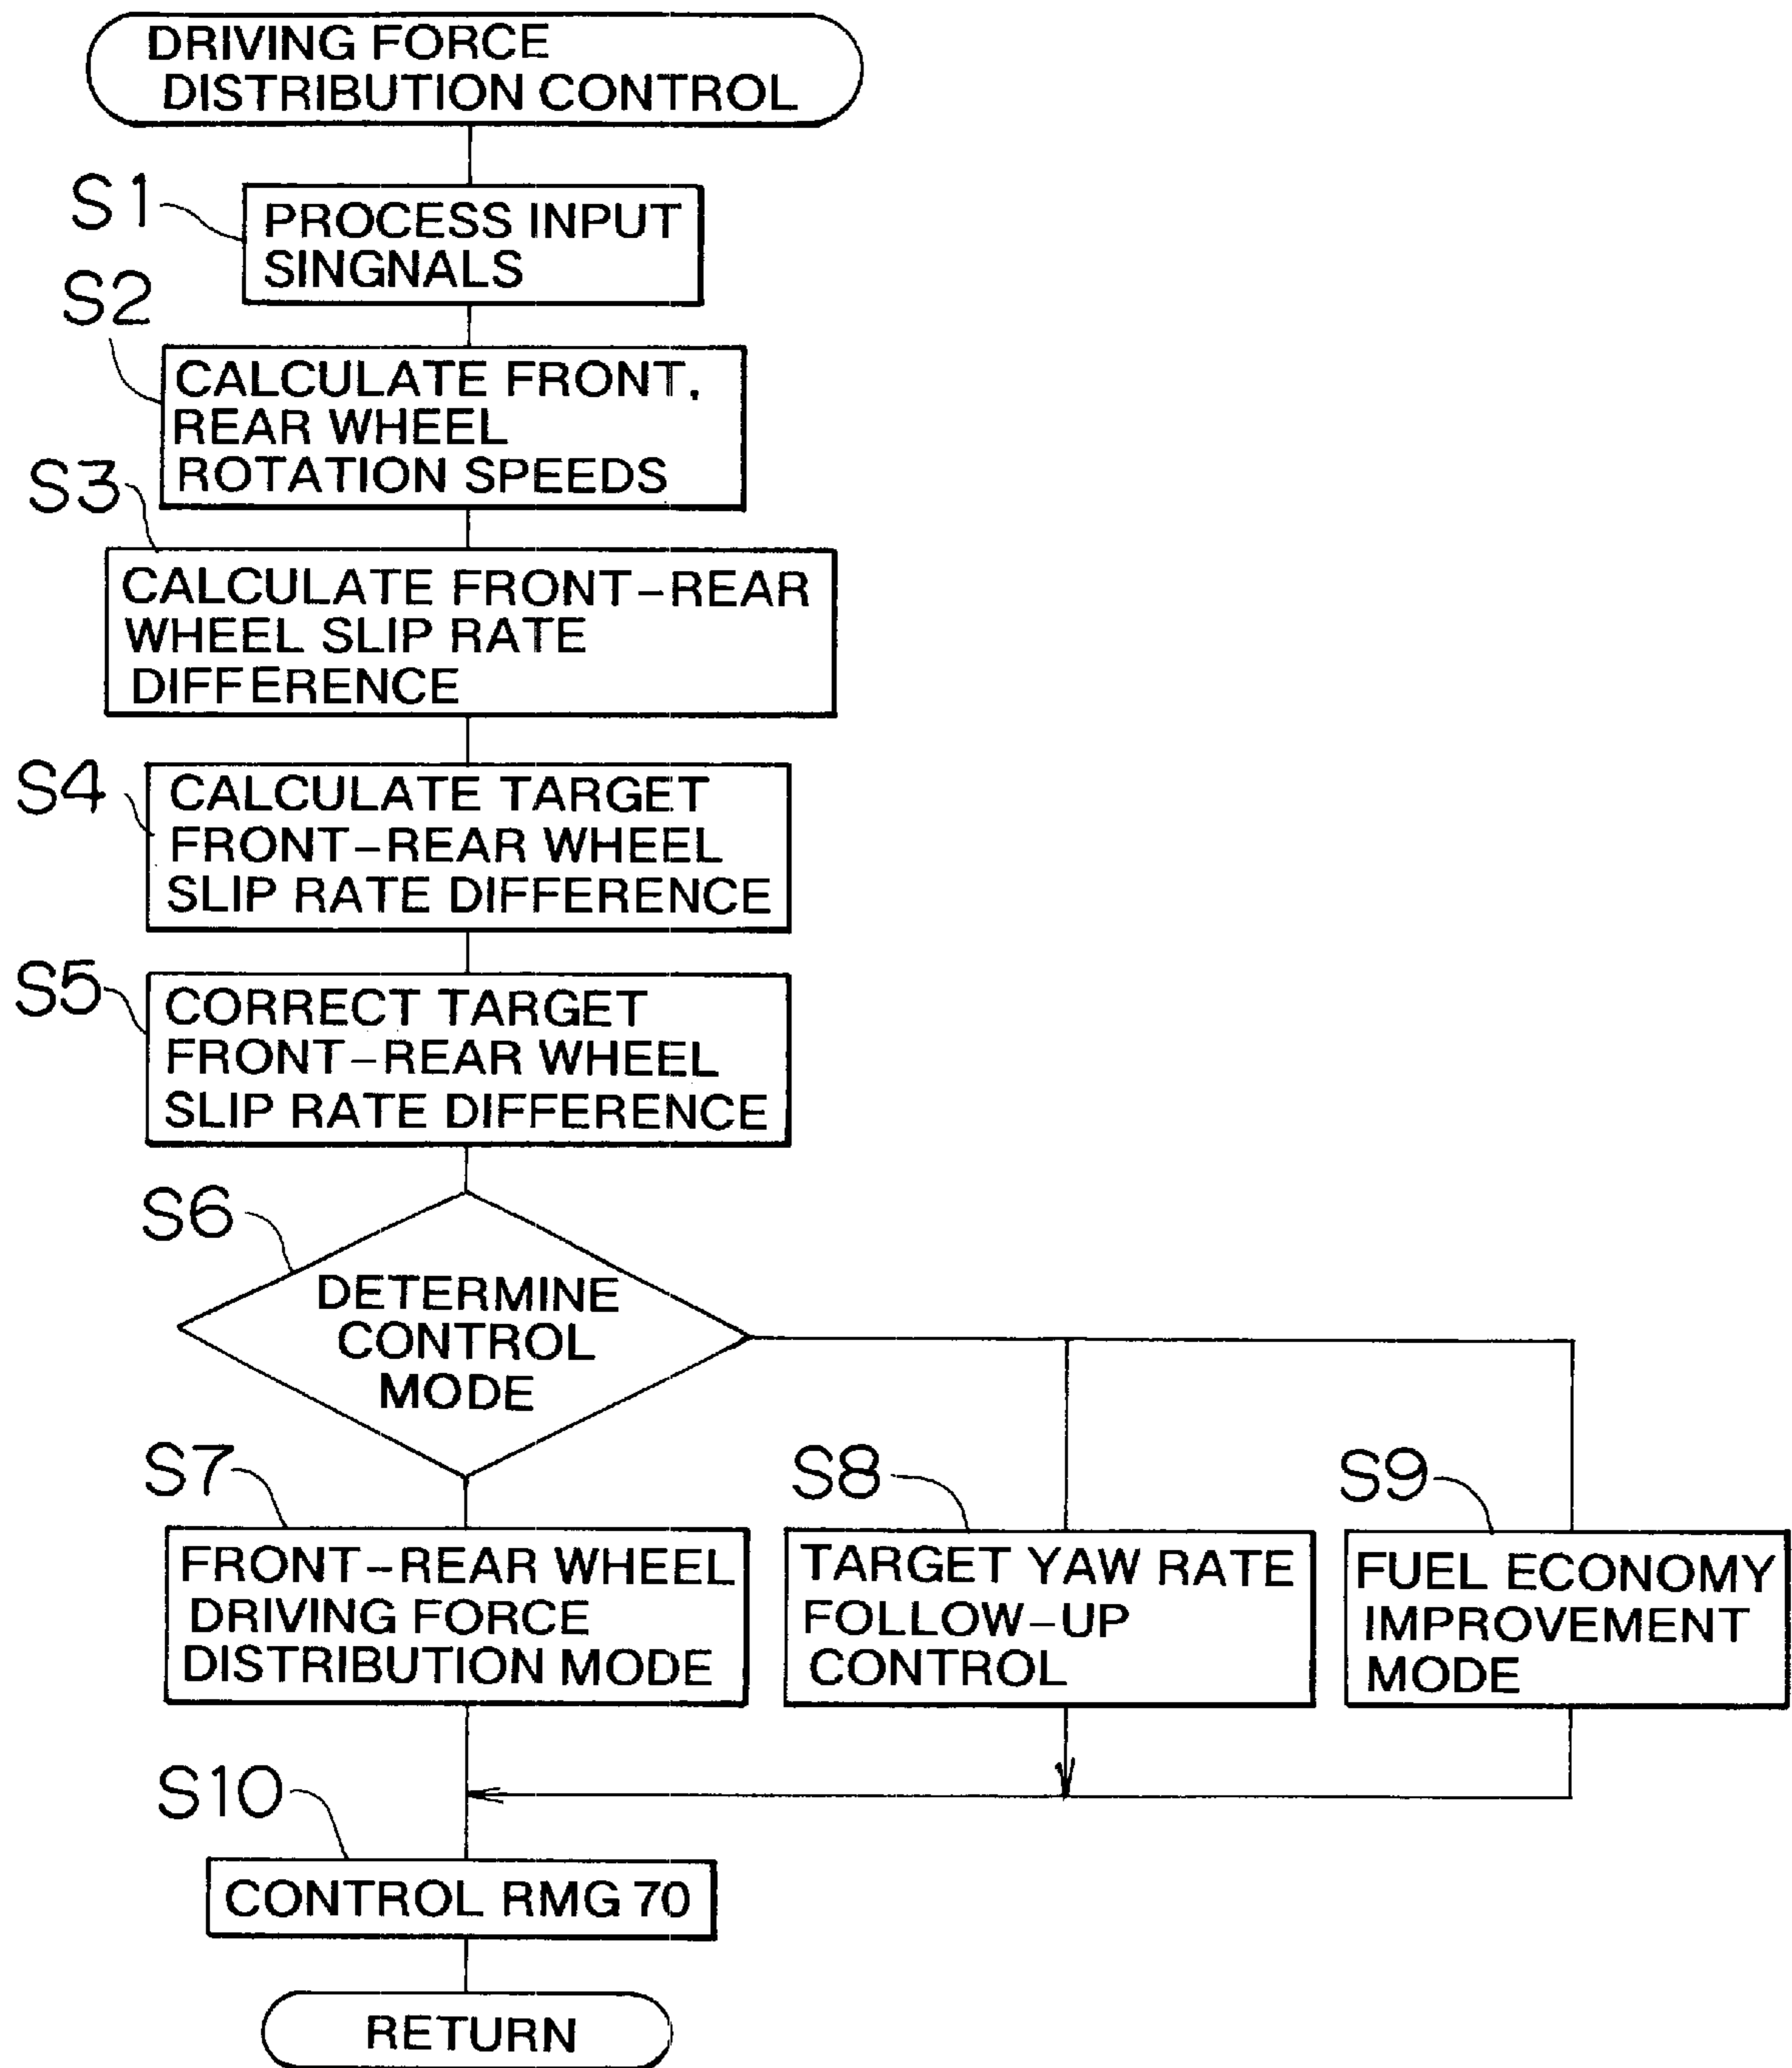 DRIVING FORCE
DISTRIBUTION CONTROL
S1
PROCESS INPUT
SINGNALS
S2
CALCULATE FRONT,
REAR WHEEL
ROTATION SPEEDS
S3
CALCULATE FRONT-REAR
WHEEL SLIP RATE
DIFFERENCE
S4
CALCULATE TARGET
FRONT-REAR WHEEL
SLIP RATE DIFFERENCE
S5
CORRECT TARGET
FRONT-REAR WHEEL
SLIP RATE DIFFERENCE
S6
DETERMINE
CONTROL
MODE
S7
FRONT-REAR WHEEL
DRIVING FORCE
DISTRIBUTION MODE
S8
TARGET YAW RATE
FOLLOW-UP
CONTROL
S9
FUEL ECONOMY
IMPROVEMENT
MODE
S10
CONTROL RMG 70
RETURN